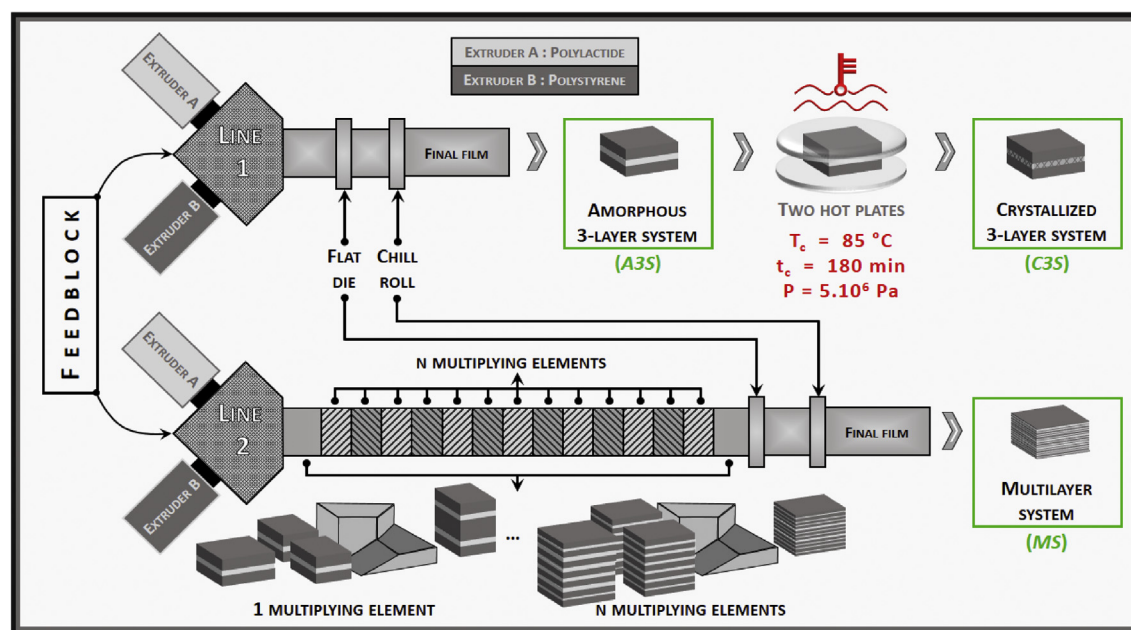 EXTRUDER A : POLYLACTIDE
EXTRUDER B : POLYSTYRENE
EXTRUDER A
LINE 1
EXTRUDER B
FINAL FILM
AMORPHOUS
3-LAYER SYSTEM
(A3S)
TWO HOT PLATES
Tc = 85 °C
tc = 180 min
P = 5.10⁶ Pa
CRYSTALLIZED
3-LAYER SYSTEM
(C3S)
FLAT
DIE
CHILL
ROLL
FEEDBLOCK
N MULTIPLYING ELEMENTS
EXTRUDER A
LINE 2
EXTRUDER B
FINAL FILM
MULTILAYER
SYSTEM
(MS)
...
1 MULTIPLYING ELEMENT
N MULTIPLYING ELEMENTS